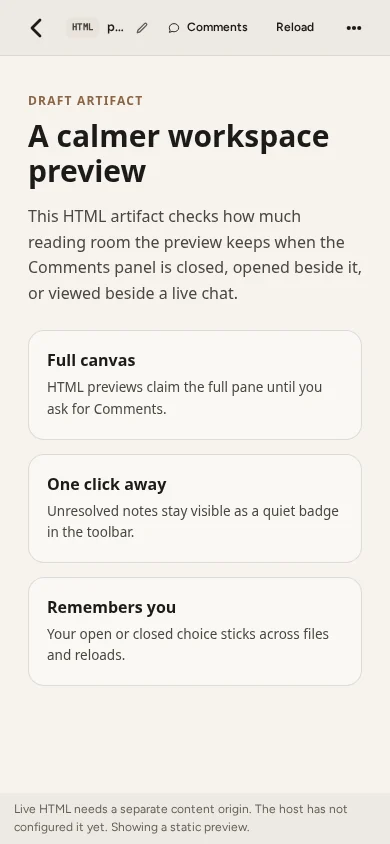 HTML p... Comments Reload
DRAFT ARTIFACT
A calmer workspace
preview
This HTML artifact checks how much
reading room the preview keeps when the
Comments panel is closed, opened beside it,
or viewed beside a live chat.
Full canvas
HTML previews claim the full pane until you
ask for Comments.
One click away
Unresolved notes stay visible as a quiet badge
in the toolbar.
Remembers you
Your open or closed choice sticks across files
and reloads.
Live HTML needs a separate content origin. The host has not
configured it yet. Showing a static preview.